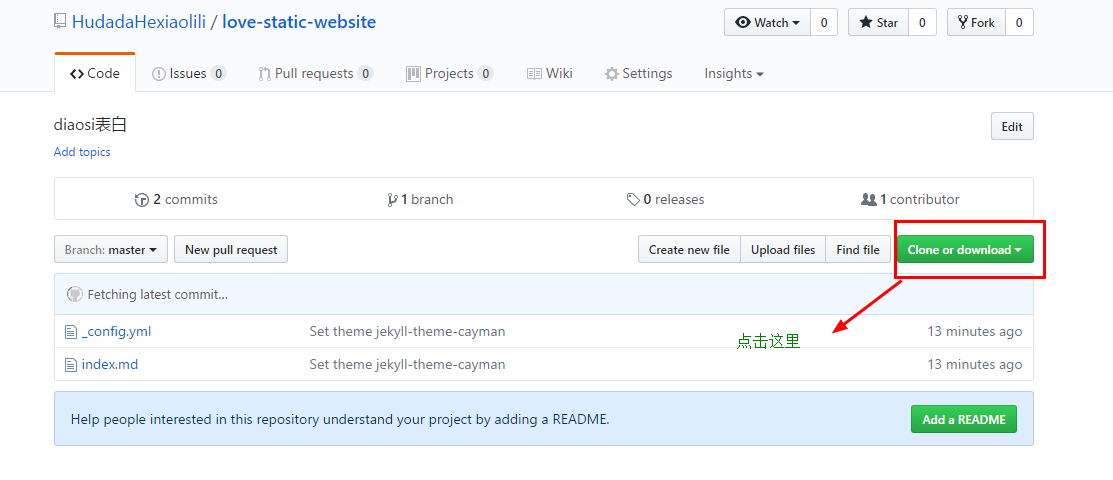 HudadaHexiaolili / love-static-website
Watch 0 Star 0 Fork 0
Code Issues 0 Pull requests 0 Projects 0 Wiki Settings Insights
diaosi表白
Edit
Add topics
2 commits 1 branch 0 releases 1 contributor
Branch: master New pull request Create new file Upload files Find file Clone or download
Fetching latest commit...
_config.yml Set theme jekyll-theme-cayman 13 minutes ago
点击这里
index.md Set theme jekyll-theme-cayman 13 minutes ago
Help people interested in this repository understand your project by adding a README. Add a README